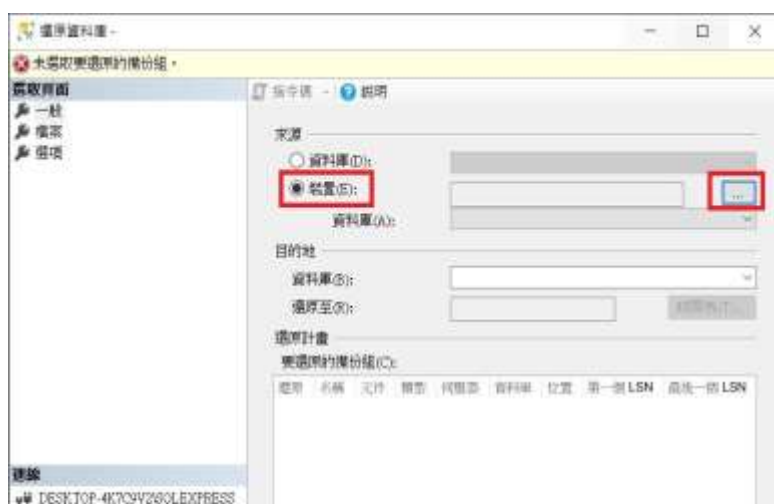 還原資料庫 -
未選取要還原的備份組。
選取頁面
一般
檔案
選項
指令碼
說明
來源
資料庫(D):
裝置(E):
...
資料庫(A):
目的地
資料庫(B):
還原至(R):
還原計畫
要還原的備份組(C):
還原 名稱 元件 類型 伺服器 資料庫 位置 第一個 LSN 最後一個 LSN
連線
DESKTOP-4K7C9V2\SQLEXPRESS